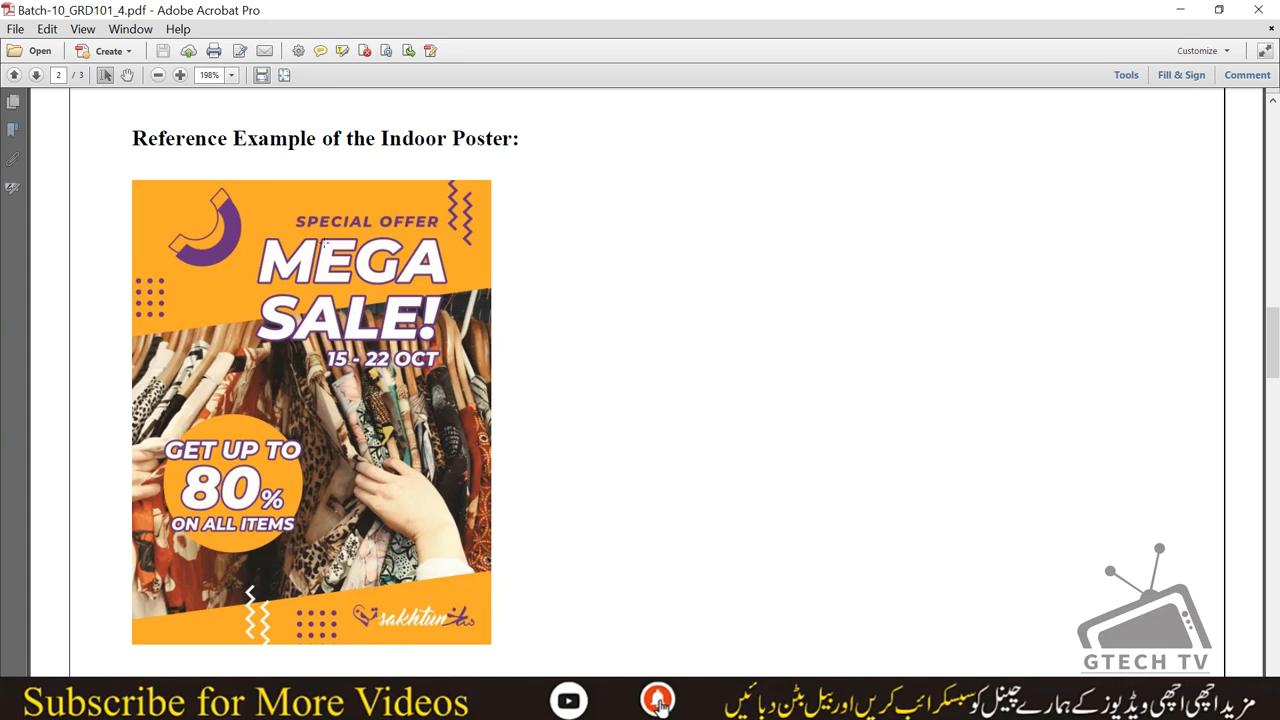 Batch-10_GRD101_4.pdf - Adobe Acrobat Pro
File Edit View Window Help
Open Create Customize
2 / 3 198% Tools Fill & Sign Comment
Reference Example of the Indoor Poster:
SPECIAL OFFER
MEGA
SALE!
15 - 22 OCT
GET UP TO
80%
ON ALL ITEMS
sakhtun
GTECH TV
Subscribe for More Videos
مزید اچھی اچھی ویڈیوز کے لیے ہمارے چینل کو سبسکرائب کریں اور بیل بٹن دبائیں